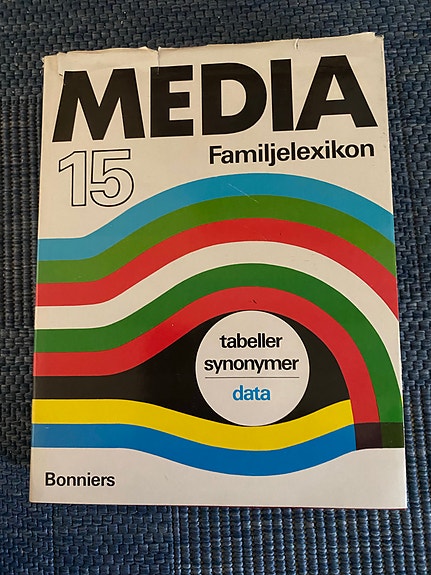 MEDIA
15
Familjelexikon
tabeller
synonymer
data
Bonniers